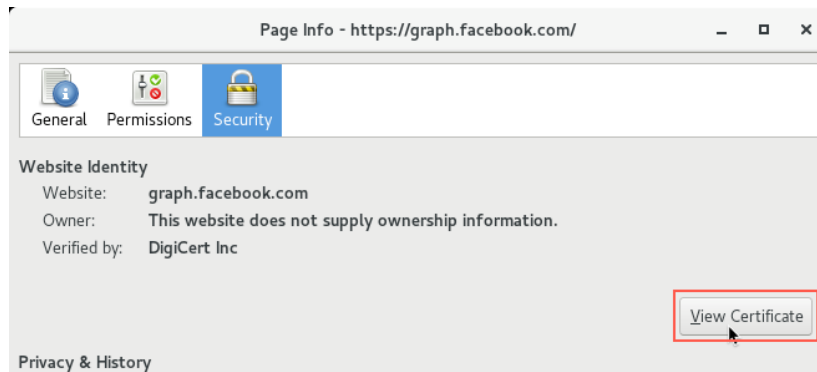 Page Info - https://graph.facebook.com/
General Permissions Security
Website Identity
Website: graph.facebook.com
Owner: This website does not supply ownership information.
Verified by: DigiCert Inc
View Certificate
Privacy & History